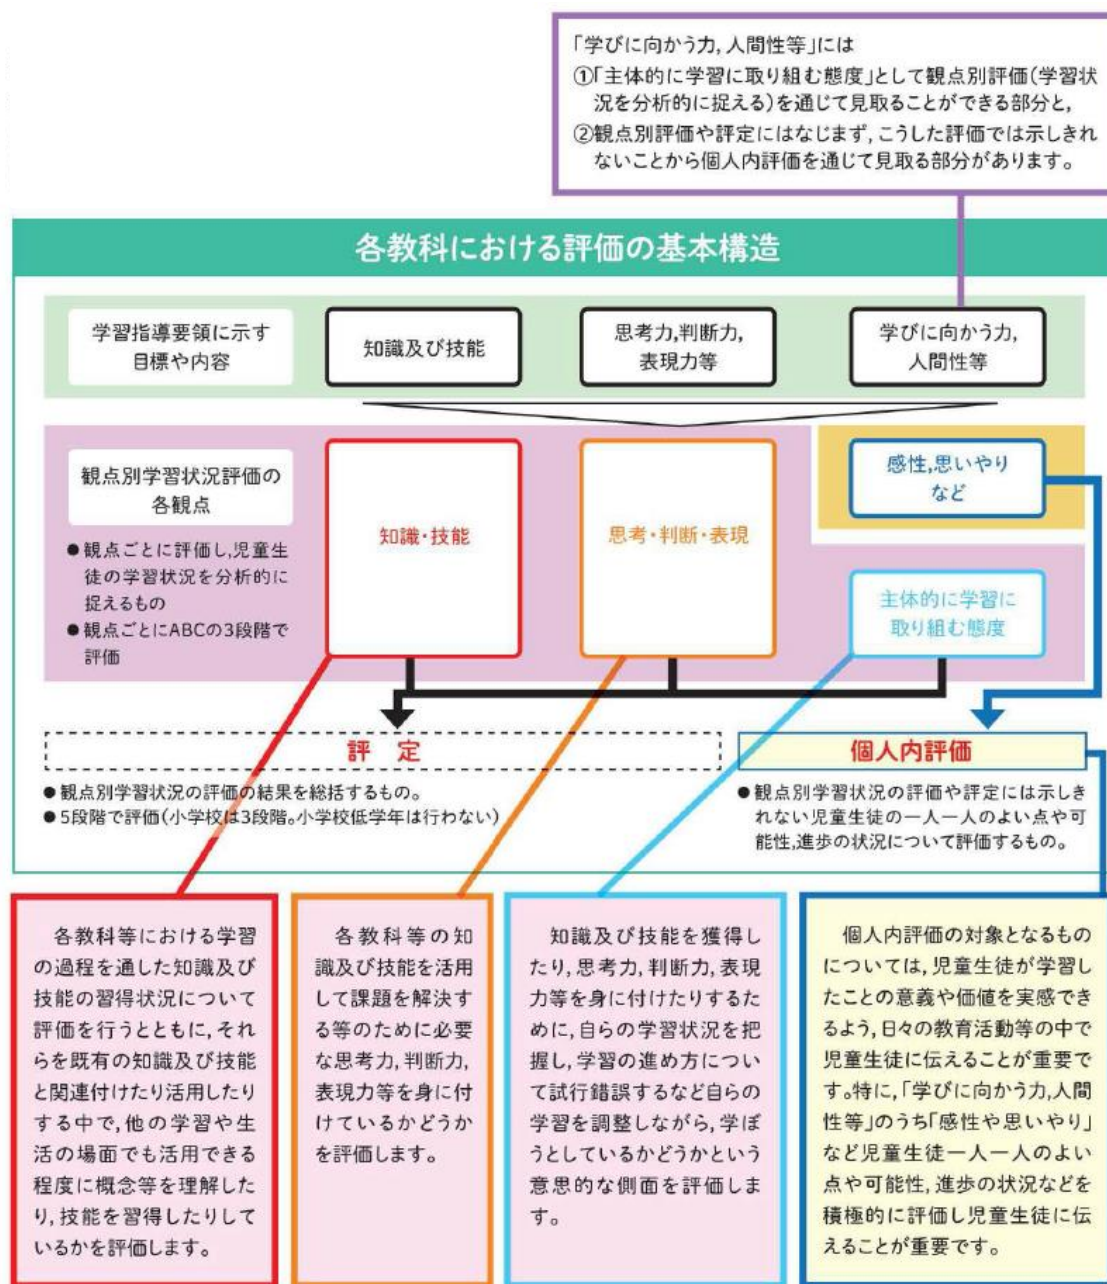 「学びに向かう力,人間性等」には
①「主体的に学習に取り組む態度」として観点別評価(学習状
況を分析的に捉える)を通じて見取ることができる部分と,
②観点別評価や評定にはなじまず,こうした評価では示しきれ
ないことから個人内評価を通じて見取る部分があります。
各教科における評価の基本構造
学習指導要領に示す
目標や内容
知識及び技能
思考力,判断力,
表現力等
学びに向かう力,
人間性等
観点別学習状況評価の
各観点
●観点ごとに評価し,児童生
徒の学習状況を分析的に
捉えるもの
●観点ごとにABCの3段階で
評価
知識・技能
思考・判断・表現
感性,思いやり
など
主体的に学習に
取り組む態度
評 定
●観点別学習状況の評価の結果を総括するもの。
●5段階で評価(小学校は3段階。小学校低学年は行わない)
個人内評価
●観点別学習状況の評価や評定には示しき
れない児童生徒の一人一人のよい点や可
能性,進歩の状況について評価するもの。
各教科等における学習
の過程を通した知識及び
技能の習得状況について
評価を行うとともに,それ
らを既有の知識及び技能
と関連付けたり活用したり
する中で,他の学習や生
活の場面でも活用できる
程度に概念等を理解した
り,技能を習得したりして
いるかを評価します。
各教科等の知
識及び技能を活用
して課題を解決す
る等のために必要
な思考力,判断力,
表現力等を身に付
けているかどうか
を評価します。
知識及び技能を獲得し
たり,思考力,判断力,表現
力等を身に付けたりするた
めに,自らの学習状況を把
握し,学習の進め方につい
て試行錯誤するなど自らの
学習を調整しながら,学ぼ
うとしているかどうかという
意思的な側面を評価しま
す。
個人内評価の対象となるもの
については,児童生徒が学習し
たことの意義や価値を実感でき
るよう,日々の教育活動等の中で
児童生徒に伝えることが重要で
す。特に,「学びに向かう力,人間
性等」のうち「感性や思いやり」
など児童生徒一人一人のよい
点や可能性,進歩の状況などを
積極的に評価し児童生徒に伝
えることが重要です。